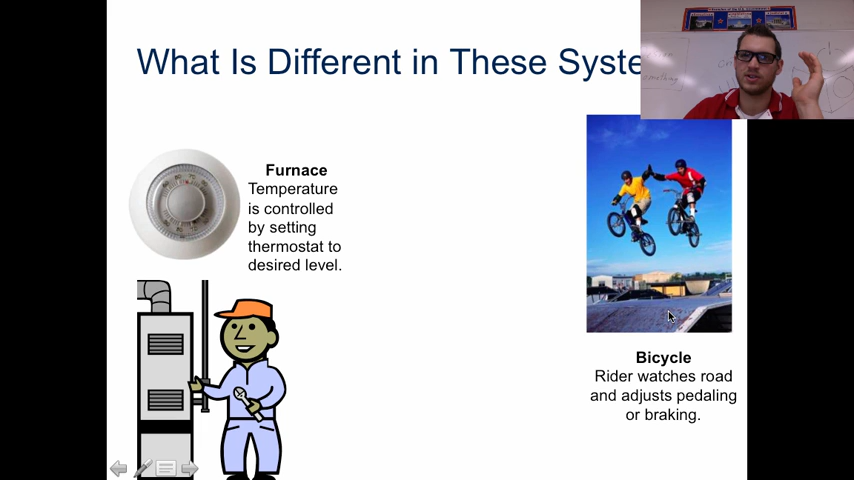 What Is Different in These Syste
Furnace
Temperature
is controlled
by setting
thermostat to
desired level.
Bicycle
Rider watches road
and adjusts pedaling
or braking.